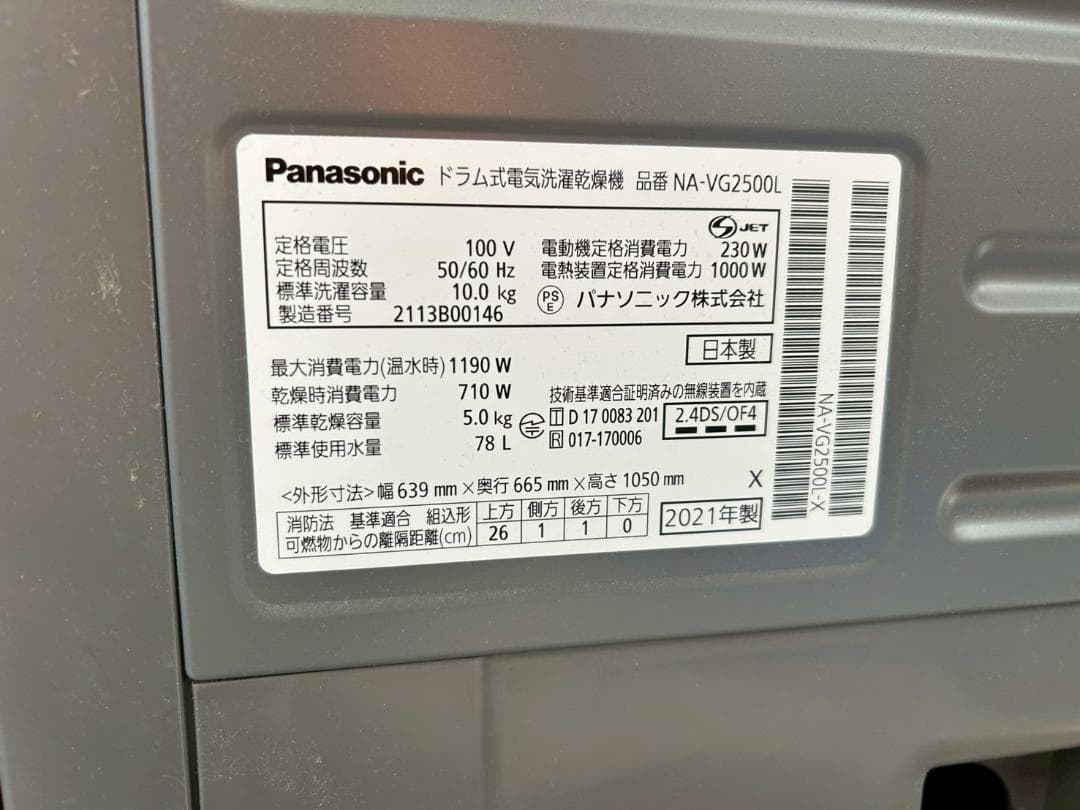 Panasonic ドラム式電気洗濯乾燥機 品番 NA-VG2500L
S JET
定格電圧 100 V 電動機定格消費電力 230 W
定格周波数 50/60 Hz 電熱装置定格消費電力 1000 W
標準洗濯容量 10.0 kg PS E パナソニック株式会社
製造番号 2113B00146
日本製
最大消費電力(温水時) 1190 W
乾燥時消費電力 710 W 技術基準適合証明済みの無線装置を内蔵
標準乾燥容量 5.0 kg T D 17 0083 201 2.4DS/OF4
標準使用水量 78 L R 017-170006
<外形寸法> 幅 639 mm × 奥行 665 mm × 高さ 1050 mm X
消防法 基準適合 組込形 上方 側方 後方 下方
可燃物からの離隔距離(cm) 26 1 1 0
2021年製
NA-VG2500L-X